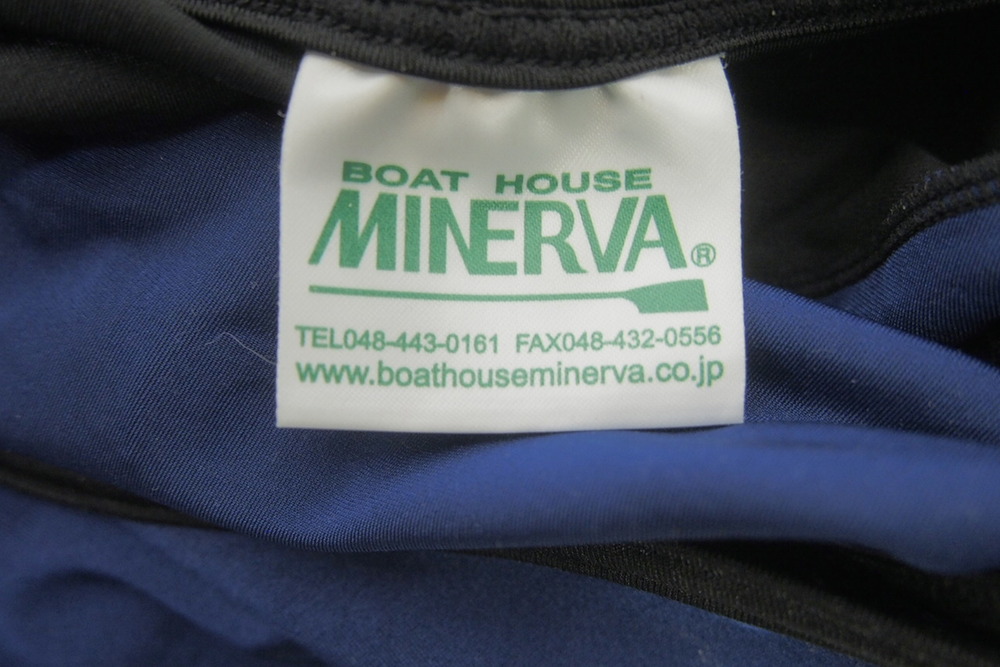 BOAT HOUSE
MINERVA®
TEL048-443-0161 FAX048-432-0556
www.boathouseminerva.co.jp